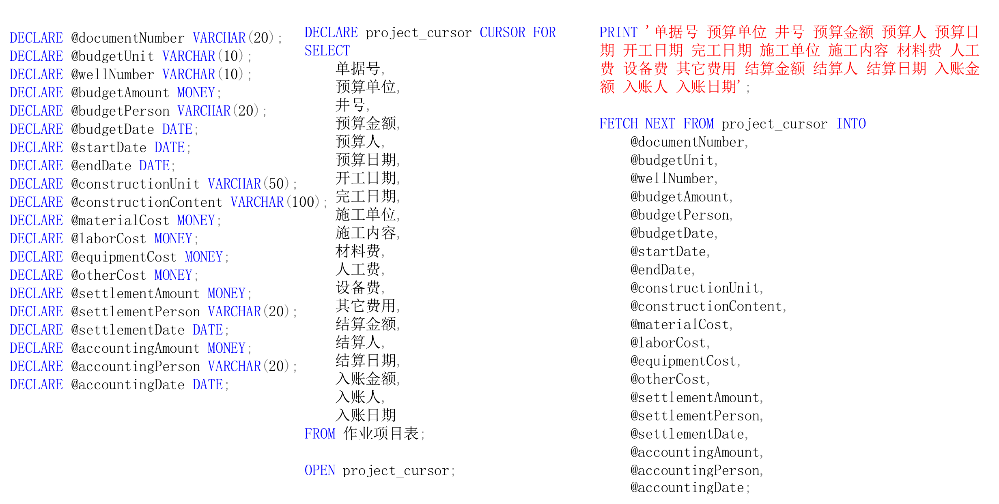 DECLARE @documentNumber VARCHAR(20);
DECLARE @budgetUnit VARCHAR(10);
DECLARE @wellNumber VARCHAR(10);
DECLARE @budgetAmount MONEY;
DECLARE @budgetPerson VARCHAR(20);
DECLARE @budgetDate DATE;
DECLARE @startDate DATE;
DECLARE @endDate DATE;
DECLARE @constructionUnit VARCHAR(50);
DECLARE @constructionContent VARCHAR(100);
DECLARE @materialCost MONEY;
DECLARE @laborCost MONEY;
DECLARE @equipmentCost MONEY;
DECLARE @otherCost MONEY;
DECLARE @settlementAmount MONEY;
DECLARE @settlementPerson VARCHAR(20);
DECLARE @settlementDate DATE;
DECLARE @accountingAmount MONEY;
DECLARE @accountingPerson VARCHAR(20);
DECLARE @accountingDate DATE;
DECLARE project_cursor CURSOR FOR
SELECT
单据号,
预算单位,
井号,
预算金额,
预算人,
预算日期,
开工日期,
完工日期,
施工单位,
施工内容,
材料费,
人工费,
设备费,
其它费用,
结算金额,
结算人,
结算日期,
入账金额,
入账人,
入账日期
FROM 作业项目表;
OPEN project_cursor;
PRINT '单据号 预算单位 井号 预算金额 预算人 预算日
期 开工日期 完工日期 施工单位 施工内容 材料费 人工
费 设备费 其它费用 结算金额 结算人 结算日期 入账金
额 入账人 入账日期';
FETCH NEXT FROM project_cursor INTO
@documentNumber,
@budgetUnit,
@wellNumber,
@budgetAmount,
@budgetPerson,
@budgetDate,
@startDate,
@endDate,
@constructionUnit,
@constructionContent,
@materialCost,
@laborCost,
@equipmentCost,
@otherCost,
@settlementAmount,
@settlementPerson,
@settlementDate,
@accountingAmount,
@accountingPerson,
@accountingDate;